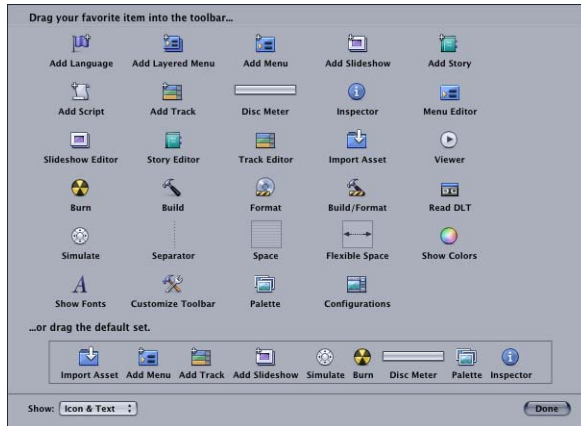 Drag your favorite item into the toolbar...
Add Language Add Layered Menu Add Menu Add Slideshow Add Story
Add Script Add Track Disc Meter Inspector Menu Editor
Slideshow Editor Story Editor Track Editor Import Asset Viewer
Burn Build Format Build/Format Read DLT
Simulate Separator Space Flexible Space Show Colors
Show Fonts Customize Toolbar Palette Configurations
...or drag the default set.
Import Asset Add Menu Add Track Add Slideshow Simulate Burn Disc Meter Palette Inspector
Show: Icon & Text Done